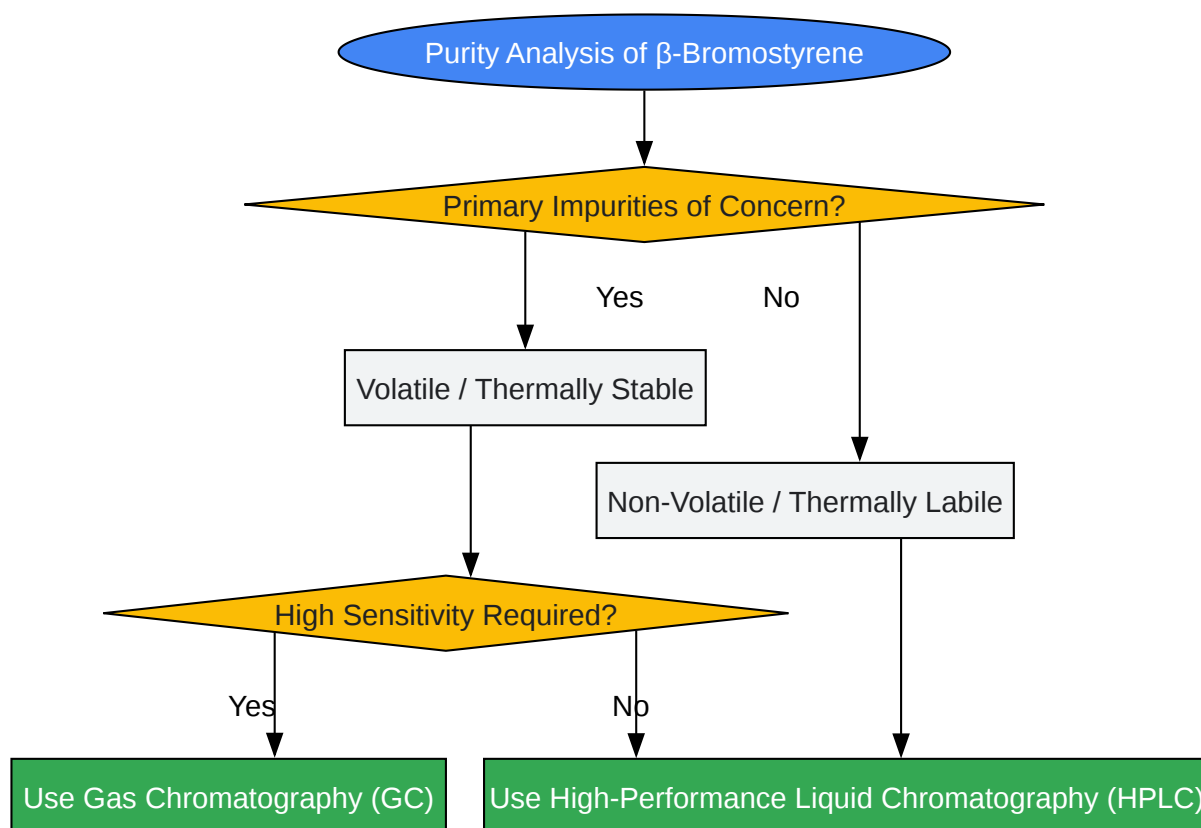 Purity Analysis of β-Bromostyrene
Primary Impurities of Concern?
Yes
No
Volatile / Thermally Stable
Non-Volatile / Thermally Labile
High Sensitivity Required?
Yes
No
Use Gas Chromatography (GC)
Use High-Performance Liquid Chromatography (HPLC)